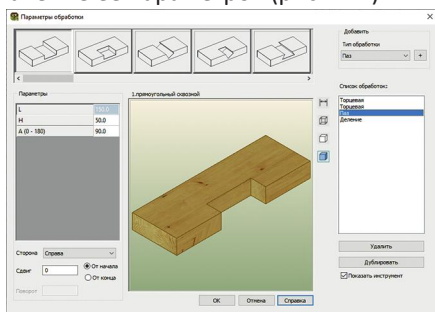 Параметры обработки
Добавить
Тип обработки
Паз
+
Параметры
1.прямоугольный сквозной
Список обработок:
L
H 50.0
A (0 - 180) 90.0
Торцевая
Торцевая
Паз
Деление
Сторона Справа
Сдвиг 0
От начала
От конца
Поворот
Удалить
Дублировать
Показать инструмент
OK Отмена Справка